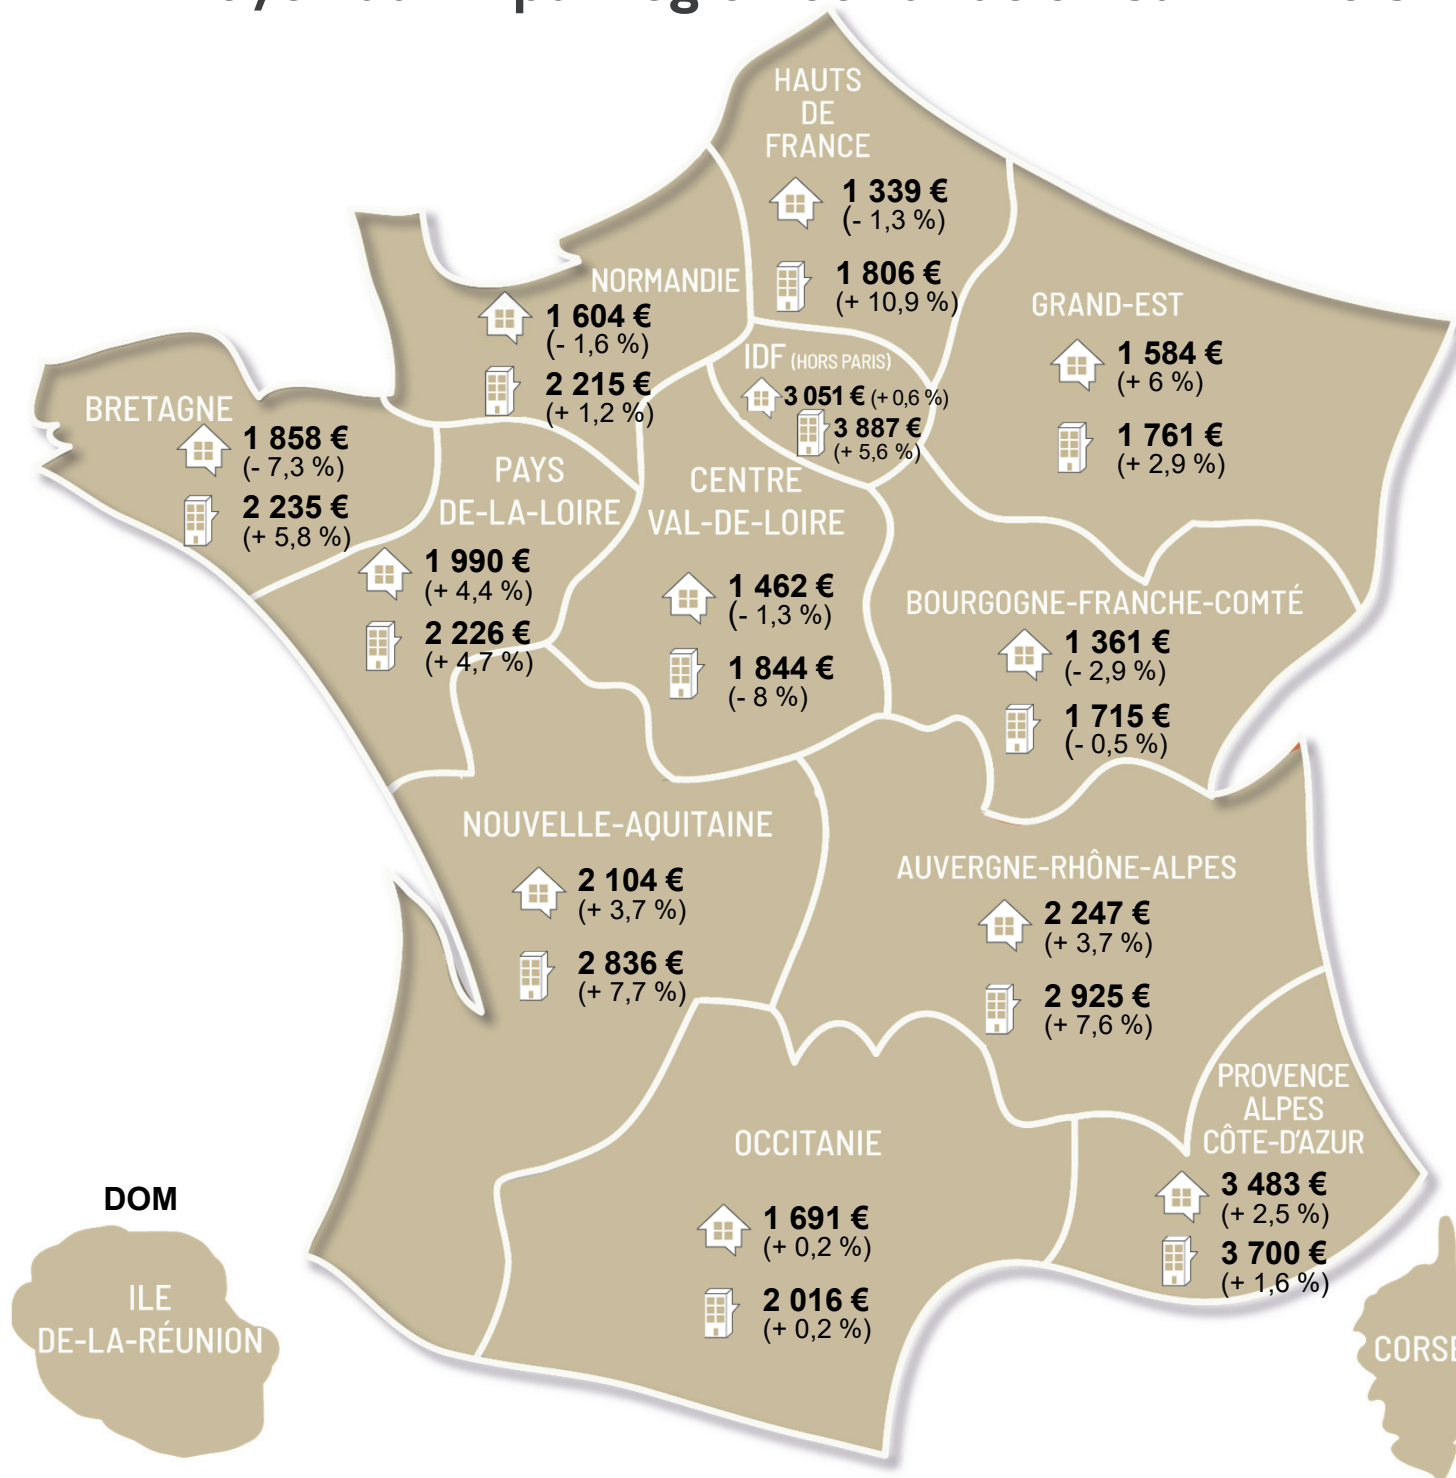 HAUTS
DE
FRANCE
1 339 €
(- 1,3 %)
1 806 €
(+ 10,9 %)
NORMANDIE
1 604 €
(- 1,6 %)
2 215 €
(+ 1,2 %)
IDF (HORS PARIS)
3 051 € (+ 0,6 %)
3 887 €
(+ 5,6 %)
GRAND-EST
1 584 €
(+ 6 %)
1 761 €
(+ 2,9 %)
BRETAGNE
1 858 €
(- 7,3 %)
2 235 €
(+ 5,8 %)
PAYS
DE-LA-LOIRE
1 990 €
(+ 4,4 %)
2 226 €
(+ 4,7 %)
CENTRE
VAL-DE-LOIRE
1 462 €
(- 1,3 %)
1 844 €
(- 8 %)
BOURGOGNE-FRANCHE-COMTÉ
1 361 €
(- 2,9 %)
1 715 €
(- 0,5 %)
NOUVELLE-AQUITAINE
2 104 €
(+ 3,7 %)
2 836 €
(+ 7,7 %)
AUVERGNE-RHÔNE-ALPES
2 247 €
(+ 3,7 %)
2 925 €
(+ 7,6 %)
PROVENCE
ALPES
CÔTE-D'AZUR
3 483 €
(+ 2,5 %)
3 700 €
(+ 1,6 %)
OCCITANIE
1 691 €
(+ 0,2 %)
2 016 €
(+ 0,2 %)
DOM
ILE
DE-LA-RÉUNION